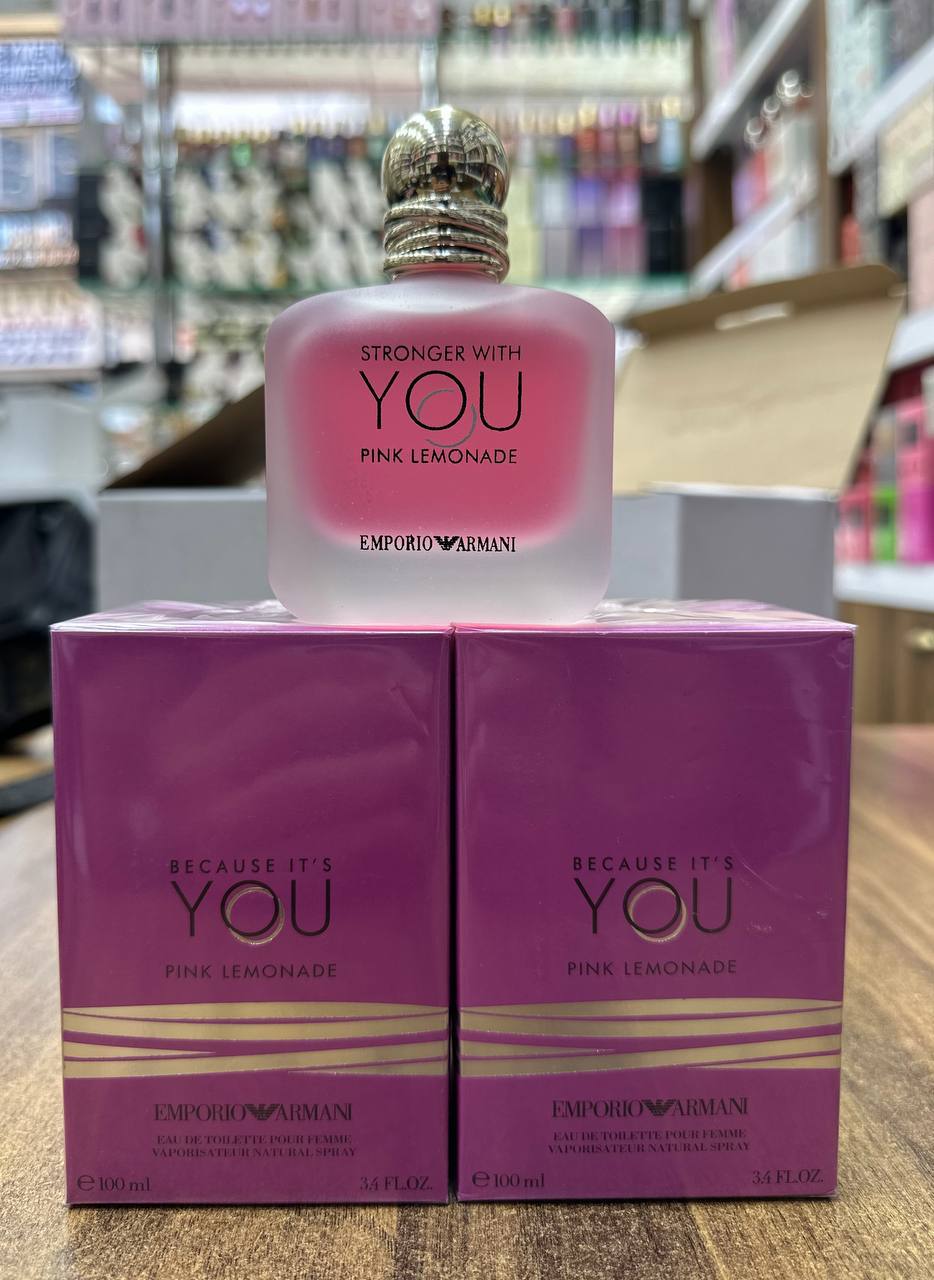 STRONGER WITH
YOU
PINK LEMONADE
EMPORIO ARMANI
BECAUSE IT'S
YOU
PINK LEMONADE
EMPORIO ARMANI
EAU DE TOILETTE POUR FEMME
VAPORISATEUR NATURAL SPRAY
℮ 100 ml 3.4 FL.OZ.
BECAUSE IT'S
YOU
PINK LEMONADE
EMPORIO ARMANI
EAU DE TOILETTE POUR FEMME
VAPORISATEUR NATURAL SPRAY
℮ 100 ml 3.4 FL.OZ.